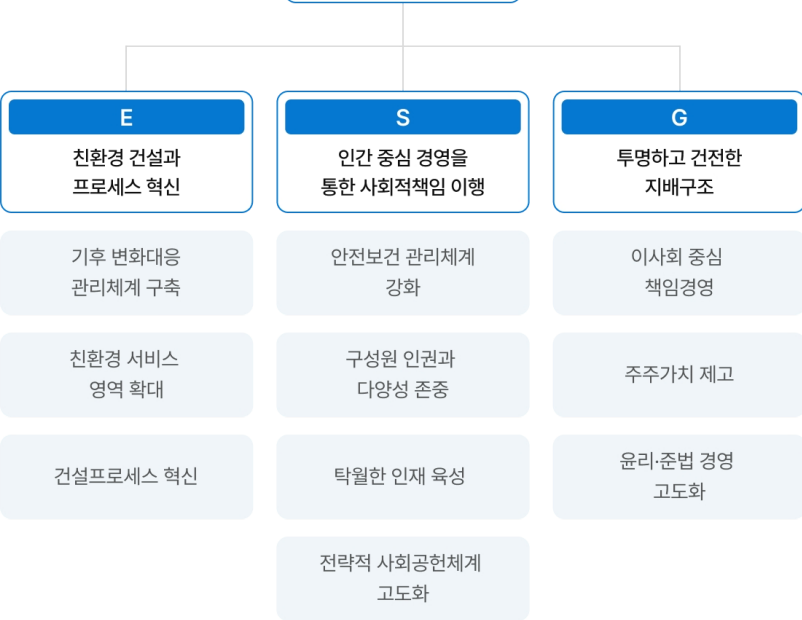 E
친환경 건설과
프로세스 혁신
기후 변화대응
관리체계 구축
친환경 서비스
영역 확대
건설프로세스 혁신
S
인간 중심 경영을
통한 사회적책임 이행
안전보건 관리체계
강화
구성원 인권과
다양성 존중
탁월한 인재 육성
전략적 사회공헌체계
고도화
G
투명하고 건전한
지배구조
이사회 중심
책임경영
주주가치 제고
윤리·준법 경영
고도화